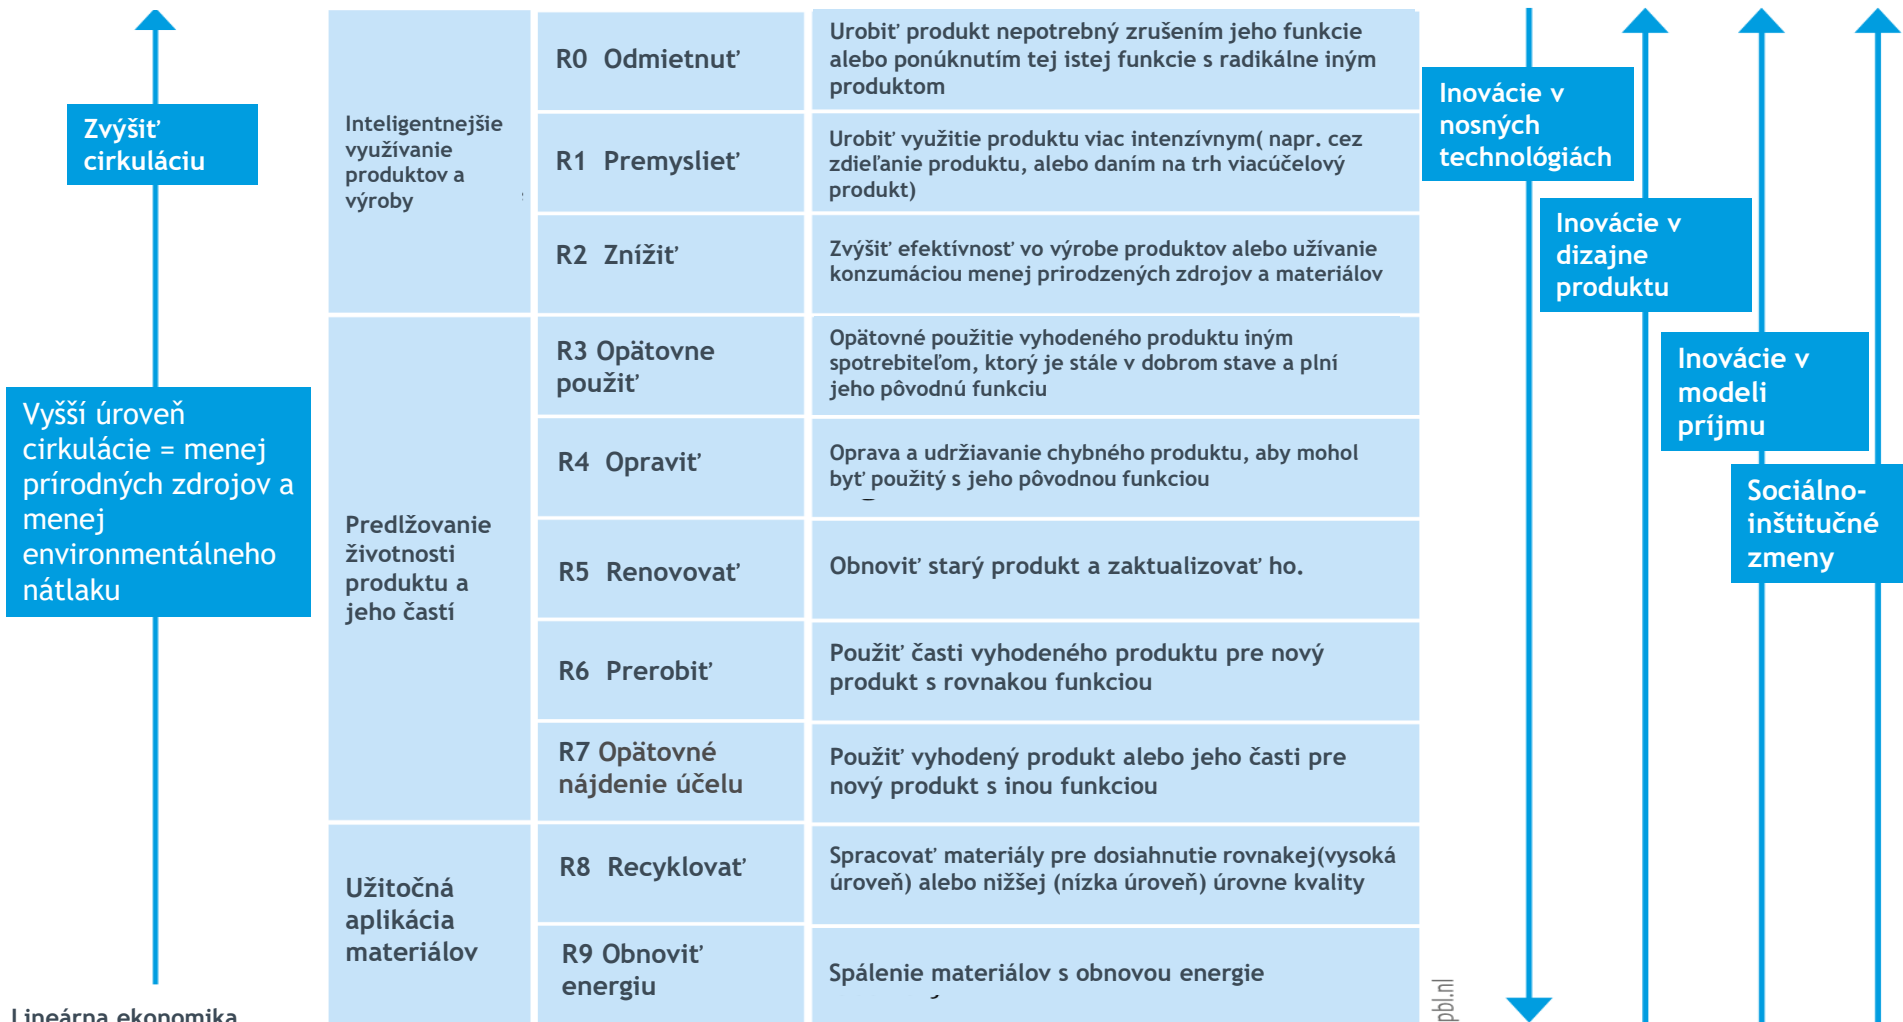 Zvýšiť
cirkuláciu
Vyšší úroveň
cirkulácie = menej
prírodných zdrojov a
menej
environmentálneho
nátlaku
Lineárna ekonomika
Inteligentnejšie
využívanie
produktov a
výroby
R0 Odmietnuť
Urobiť produkt nepotrebný zrušením jeho funkcie
alebo ponúknutím tej istej funkcie s radikálne iným
produktom
R1 Premyslieť
Urobiť využitie produktu viac intenzívnym( napr. cez
zdieľanie produktu, alebo daním na trh viacúčelový
produkt)
R2 Znížiť
Zvýšiť efektívnosť vo výrobe produktov alebo užívanie
konzumáciou menej prirodzených zdrojov a materiálov
Predlžovanie
životnosti
produktu a
jeho častí
R3 Opätovne
použiť
Opätovné použitie vyhodeného produktu iným
spotrebiteľom, ktorý je stále v dobrom stave a plní
jeho pôvodnú funkciu
R4 Opraviť
Oprava a udržiavanie chybného produktu, aby mohol
byť použitý s jeho pôvodnou funkciou
R5 Renovovať
Obnoviť starý produkt a zaktualizovať ho.
R6 Prerobiť
Použiť časti vyhodeného produktu pre nový
produkt s rovnakou funkciou
R7 Opätovné
nájdenie účelu
Použiť vyhodený produkt alebo jeho časti pre
nový produkt s inou funkciou
Užitočná
aplikácia
materiálov
R8 Recyklovať
Spracovať materiály pre dosiahnutie rovnakej(vysoká
úroveň) alebo nižšej (nízka úroveň) úrovne kvality
R9 Obnoviť
energiu
Spálenie materiálov s obnovou energie
pbl.nl
Inovácie v
nosných
technológiách
Inovácie v
dizajne
produktu
Inovácie v
modeli
príjmu
Sociálno-
inštitučné
zmeny